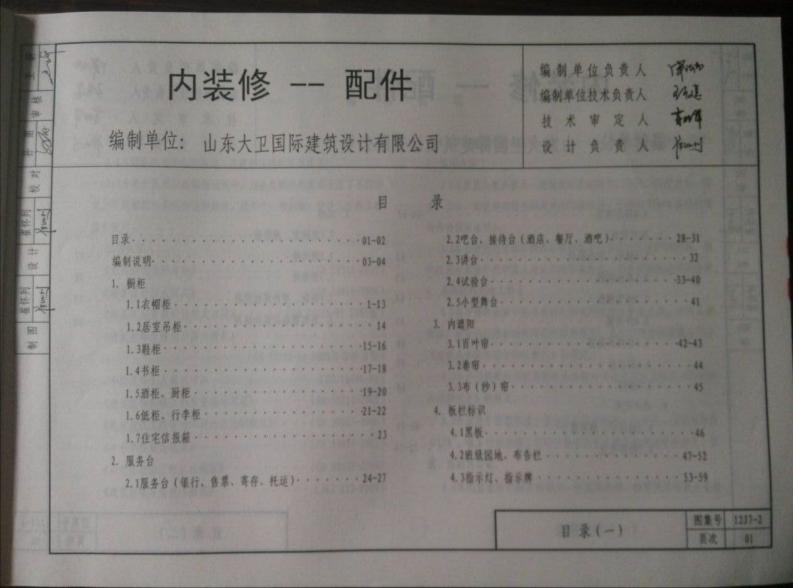 内装修 -- 配件
编制单位: 山东大卫国际建筑设计有限公司
编制单位负责人
编制单位技术负责人
技术审定人
设计负责人
目 录
目录 01-02
编制说明 03-04
1. 橱柜
1.1衣帽柜 1-13
1.2居室吊柜 14
1.3鞋柜 15-16
1.4书柜 17-18
1.5酒柜、厨柜 19-20
1.6低柜、行李柜 21-22
1.7住宅信报箱 23
2. 服务台
2.1服务台(银行、售票、寄存、托运) 24-27
2.2吧台、接待台(酒店、餐厅、酒吧) 28-31
2.3讲台 32
2.4试验台 33-40
2.5小型舞台 41
3. 内遮阳
3.1百叶帘 42-43
3.2卷帘 44
3.3布(纱)帘 45
4. 板栏标识
4.1黑板 46
4.2班级园地、布告栏 47-52
4.3指示灯、指示牌 53-59
目录(一)
图集号 12J7-2
页次 01
校对
设计
制图